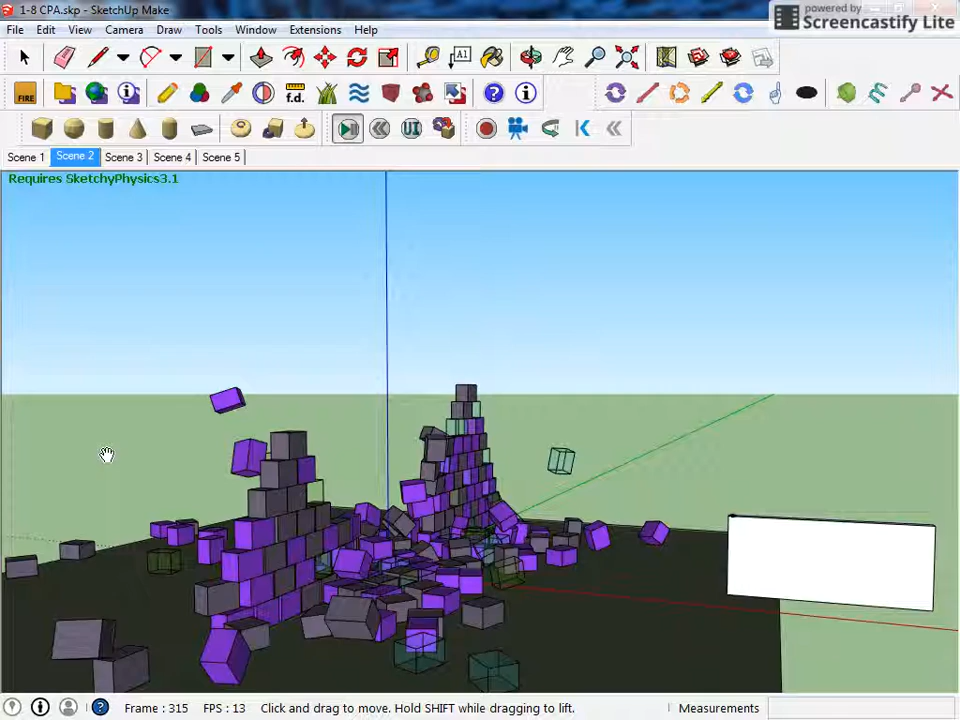 1-8 CPA.skp - SketchUp Make
powered by
Screencastify Lite
File Edit View Camera Draw Tools Window Extensions Help
A1
FIRE f.d. ? i
UI
Scene 1 Scene 2 Scene 3 Scene 4 Scene 5
Requires SketchyPhysics3.1
Frame : 315 FPS : 13 Click and drag to move. Hold SHIFT while dragging to lift. Measurements